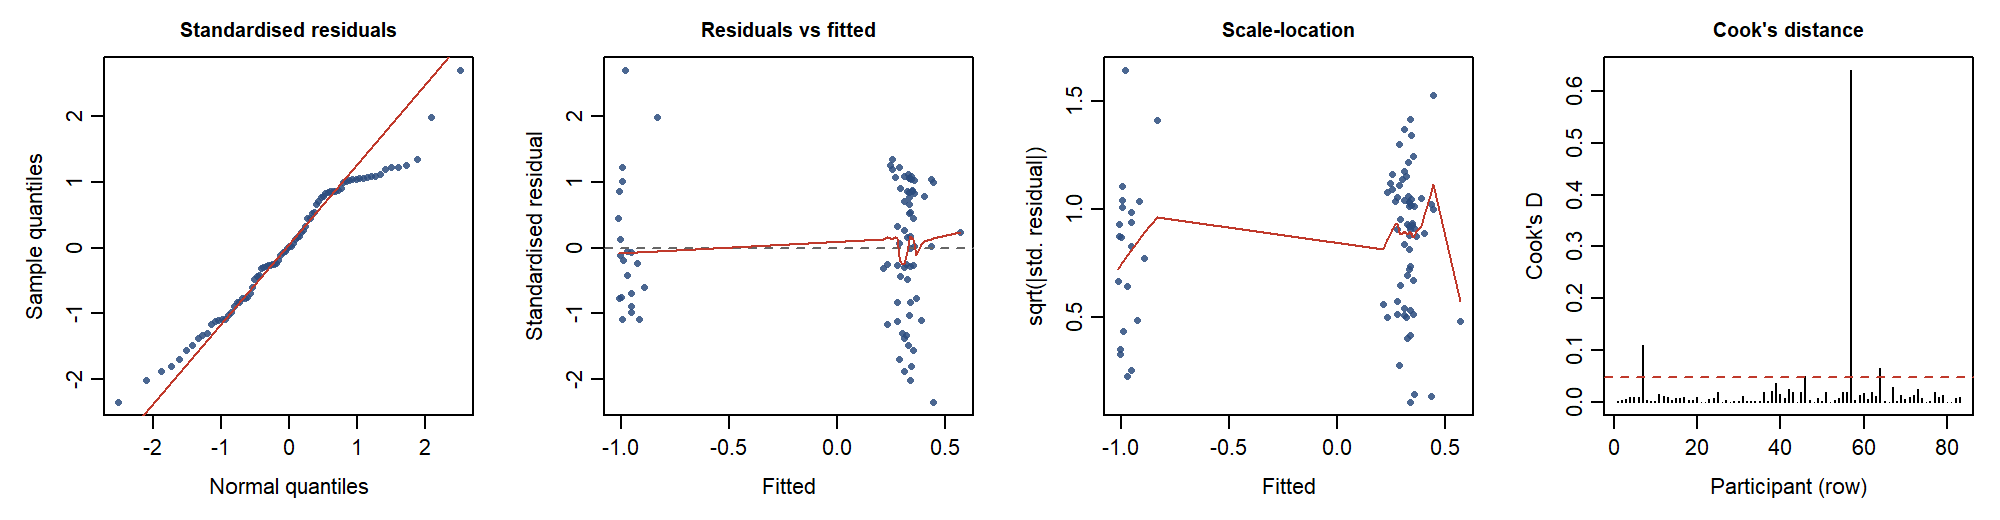 Standardised residuals
Sample quantiles
2
1
0
-1
-2
-2 -1 0 1 2
Normal quantiles
Residuals vs fitted
Standardised residual
2
1
0
-1
-2
-1.0 -0.5 0.0 0.5
Fitted
Scale-location
sqrt(|std. residual|)
1.5
1.0
0.5
-1.0 -0.5 0.0 0.5
Fitted
Cook's distance
Cook's D
0.6
0.5
0.4
0.3
0.2
0.1
0.0
0 20 40 60 80
Participant (row)